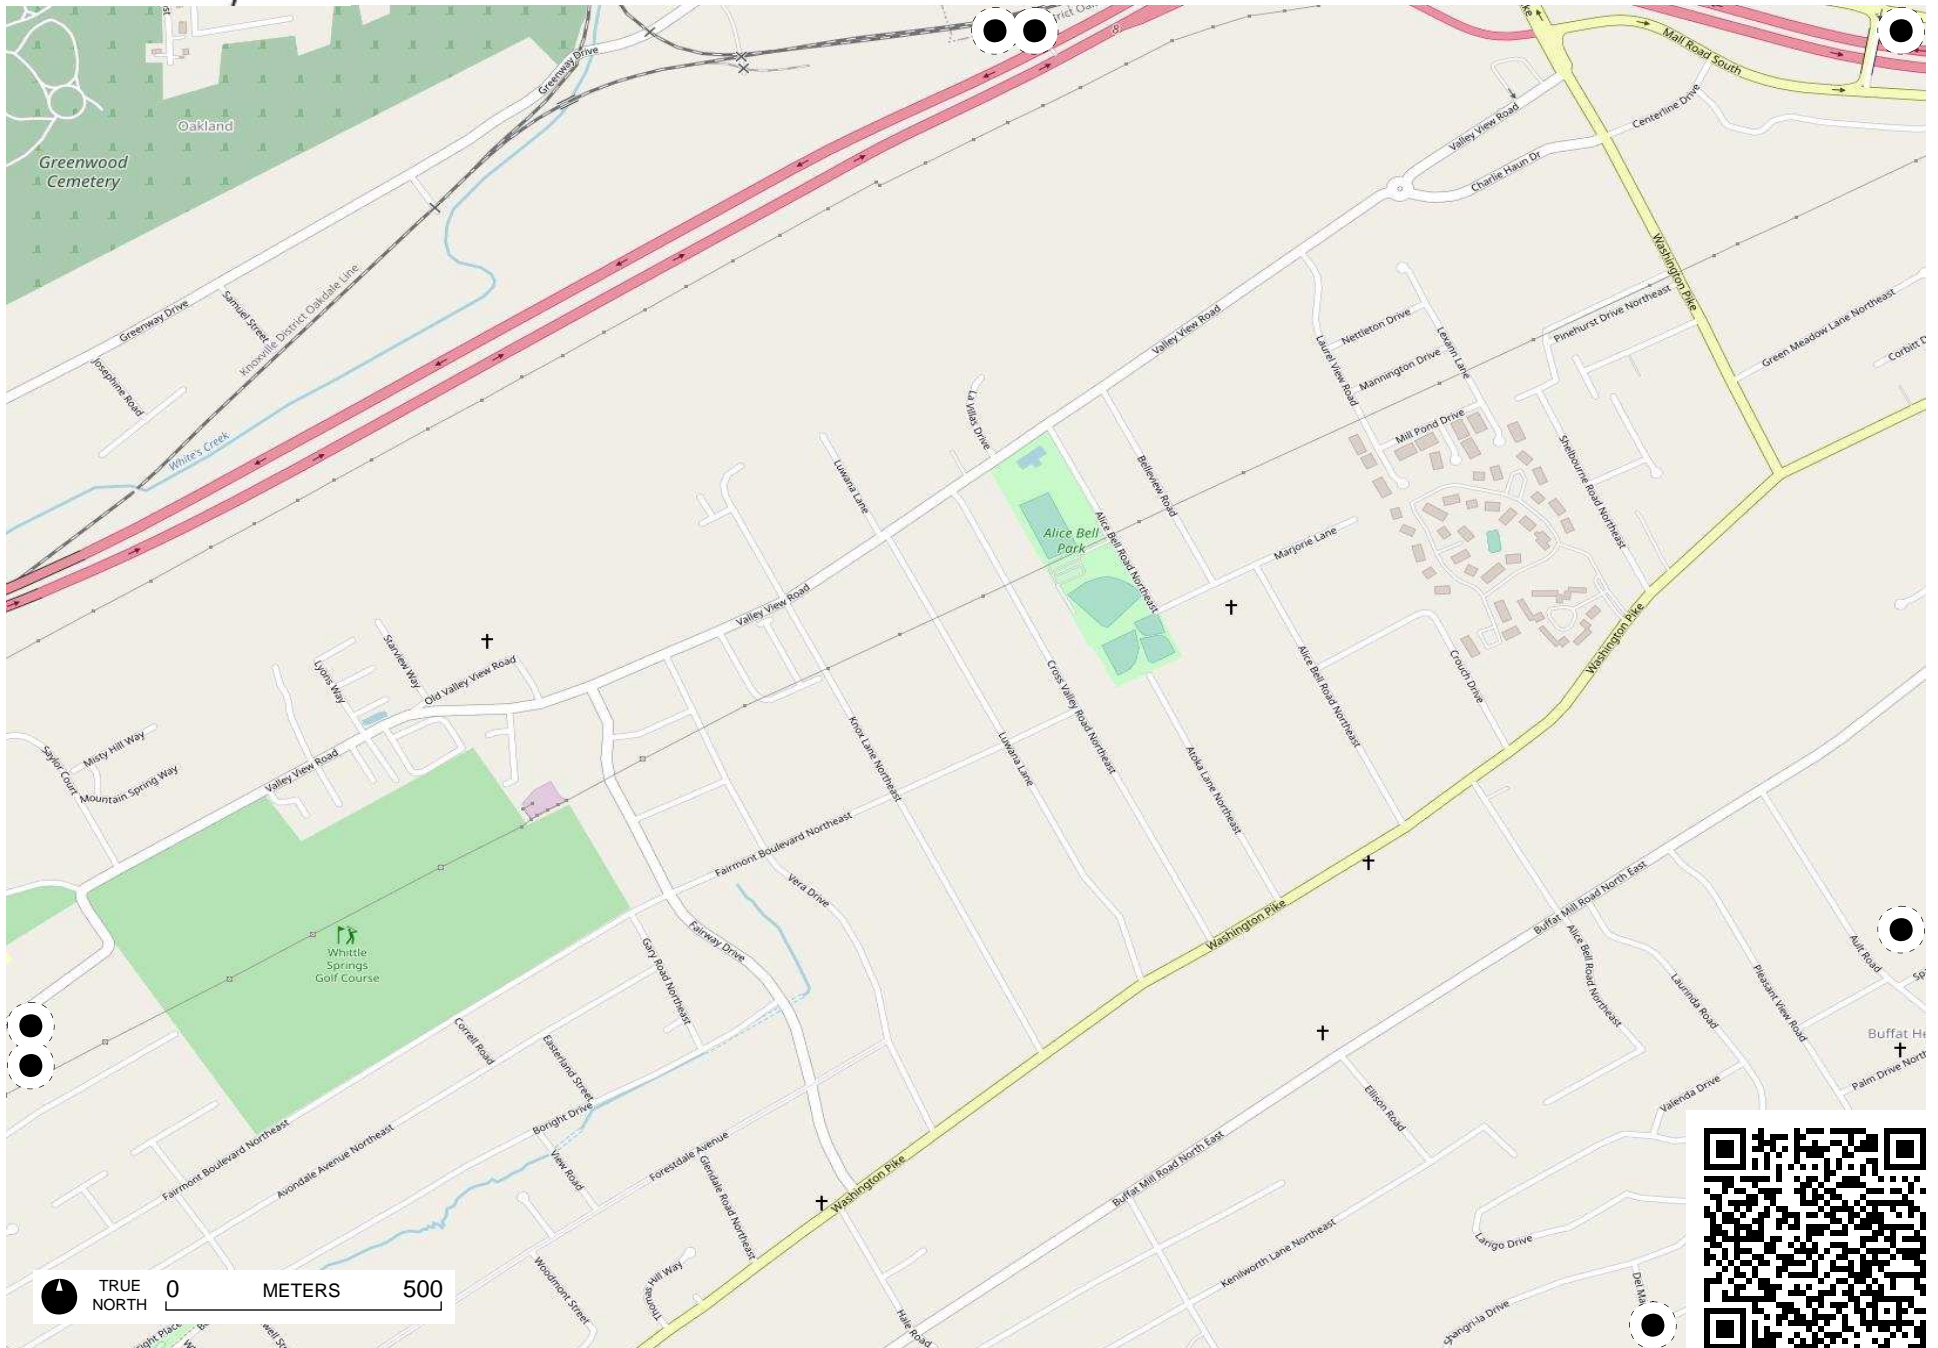 Mall Road South
Greenway Drive
Oakland
Greenwood
Cemetery
Centerline Drive
Valley View Road
Charlie Haun Dr
Washington Pike
Knoxville District Oakdale Line
Samuel Street
Greenway Drive
Josephine Road
White's Creek
Nettleton Drive
Lexann Lane
Pinehurst Drive Northeast
Green Meadow Lane Northeast
Valley View Road
Laurel View Road
Mannington Drive
Mill Pond Drive
La Villas Drive
Luwana Lane
Belleview Road
Shelbourne Road Northeast
Alice Bell
Park
Alice Bell Road Northeast
Marjorie Lane
Valley View Road
Washington Pike
Starview Way
Lyons Way
Old Valley View Road
Cross Valley Road Northeast
Alice Bell Road Northeast
Crouch Drive
Saylor Court
Misty Hill Way
Mountain Spring Way
Valley View Road
Knox Lane Northeast
Luwana Lane
Atoka Lane Northeast
Fairmont Boulevard Northeast
Vera Drive
Washington Pike
Buffat Mill Road North East
Fairway Drive
Gary Road Northeast
Whittle
Springs
Golf Course
Alice Bell Road Northeast
Laurinda Road
Pleasant View Road
Ault Road
Correll Road
Easterland Street
Boright Drive
Valenda Drive
Ellison Road
Fairmont Boulevard Northeast
Avondale Avenue Northeast
View Road
Forestdale Avenue
Glendale Road Northeast
Washington Pike
Buffat Mill Road North East
Kenilworth Lane Northeast
Larigo Drive
Woodmont Street
Thomas Hill Way
Hale Road
Shangri-la Drive
TRUE
NORTH
0 METERS 500